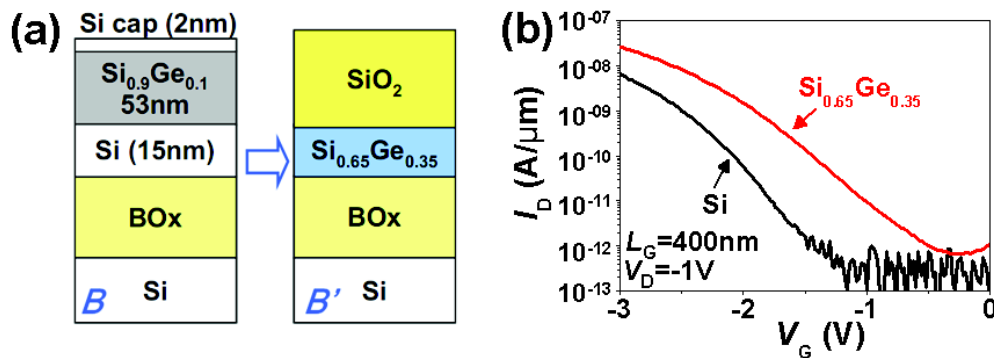 (a)
Si cap (2nm)
Si0.9Ge0.1
53nm
Si (15nm)
BOx
Si
B
SiO2
Si0.65Ge0.35
BOx
Si
B'
(b)
10-07
10-08
10-09
10-10
10-11
10-12
10-13
ID (A/μm)
Si0.65Ge0.35
Si
LG=400nm
VD=-1V
-3
-2
-1
0
VG (V)